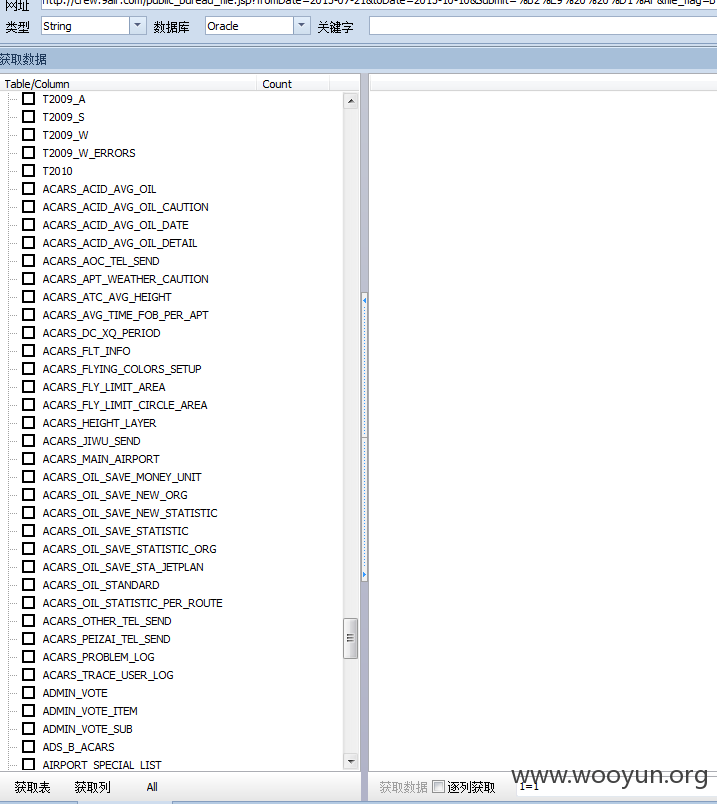 网址 http://crew.9air.com/public_bureau_file.jsp?fromDate=2015-07-21&toDate=2015-10-10&Submit=%B2%E9%20%20%D1%AF&file_flag=b
类型 String 数据库 Oracle 关键字
获取数据
Table/Column Count
T2009_A
T2009_S
T2009_W
T2009_W_ERRORS
T2010
ACARS_ACID_AVG_OIL
ACARS_ACID_AVG_OIL_CAUTION
ACARS_ACID_AVG_OIL_DATE
ACARS_ACID_AVG_OIL_DETAIL
ACARS_AOC_TEL_SEND
ACARS_APT_WEATHER_CAUTION
ACARS_ATC_AVG_HEIGHT
ACARS_AVG_TIME_FOB_PER_APT
ACARS_DC_XQ_PERIOD
ACARS_FLT_INFO
ACARS_FLYING_COLORS_SETUP
ACARS_FLY_LIMIT_AREA
ACARS_FLY_LIMIT_CIRCLE_AREA
ACARS_HEIGHT_LAYER
ACARS_JIWU_SEND
ACARS_MAIN_AIRPORT
ACARS_OIL_SAVE_MONEY_UNIT
ACARS_OIL_SAVE_NEW_ORG
ACARS_OIL_SAVE_NEW_STATISTIC
ACARS_OIL_SAVE_STATISTIC
ACARS_OIL_SAVE_STATISTIC_ORG
ACARS_OIL_SAVE_STA_JETPLAN
ACARS_OIL_STANDARD
ACARS_OIL_STATISTIC_PER_ROUTE
ACARS_OTHER_TEL_SEND
ACARS_PEIZAI_TEL_SEND
ACARS_PROBLEM_LOG
ACARS_TRACE_USER_LOG
ADMIN_VOTE
ADMIN_VOTE_ITEM
ADMIN_VOTE_SUB
ADS_B_ACARS
AIRPORT_SPECIAL_LIST
www.wooyun.org
获取表 获取列 All 获取数据 逐列获取 1=1